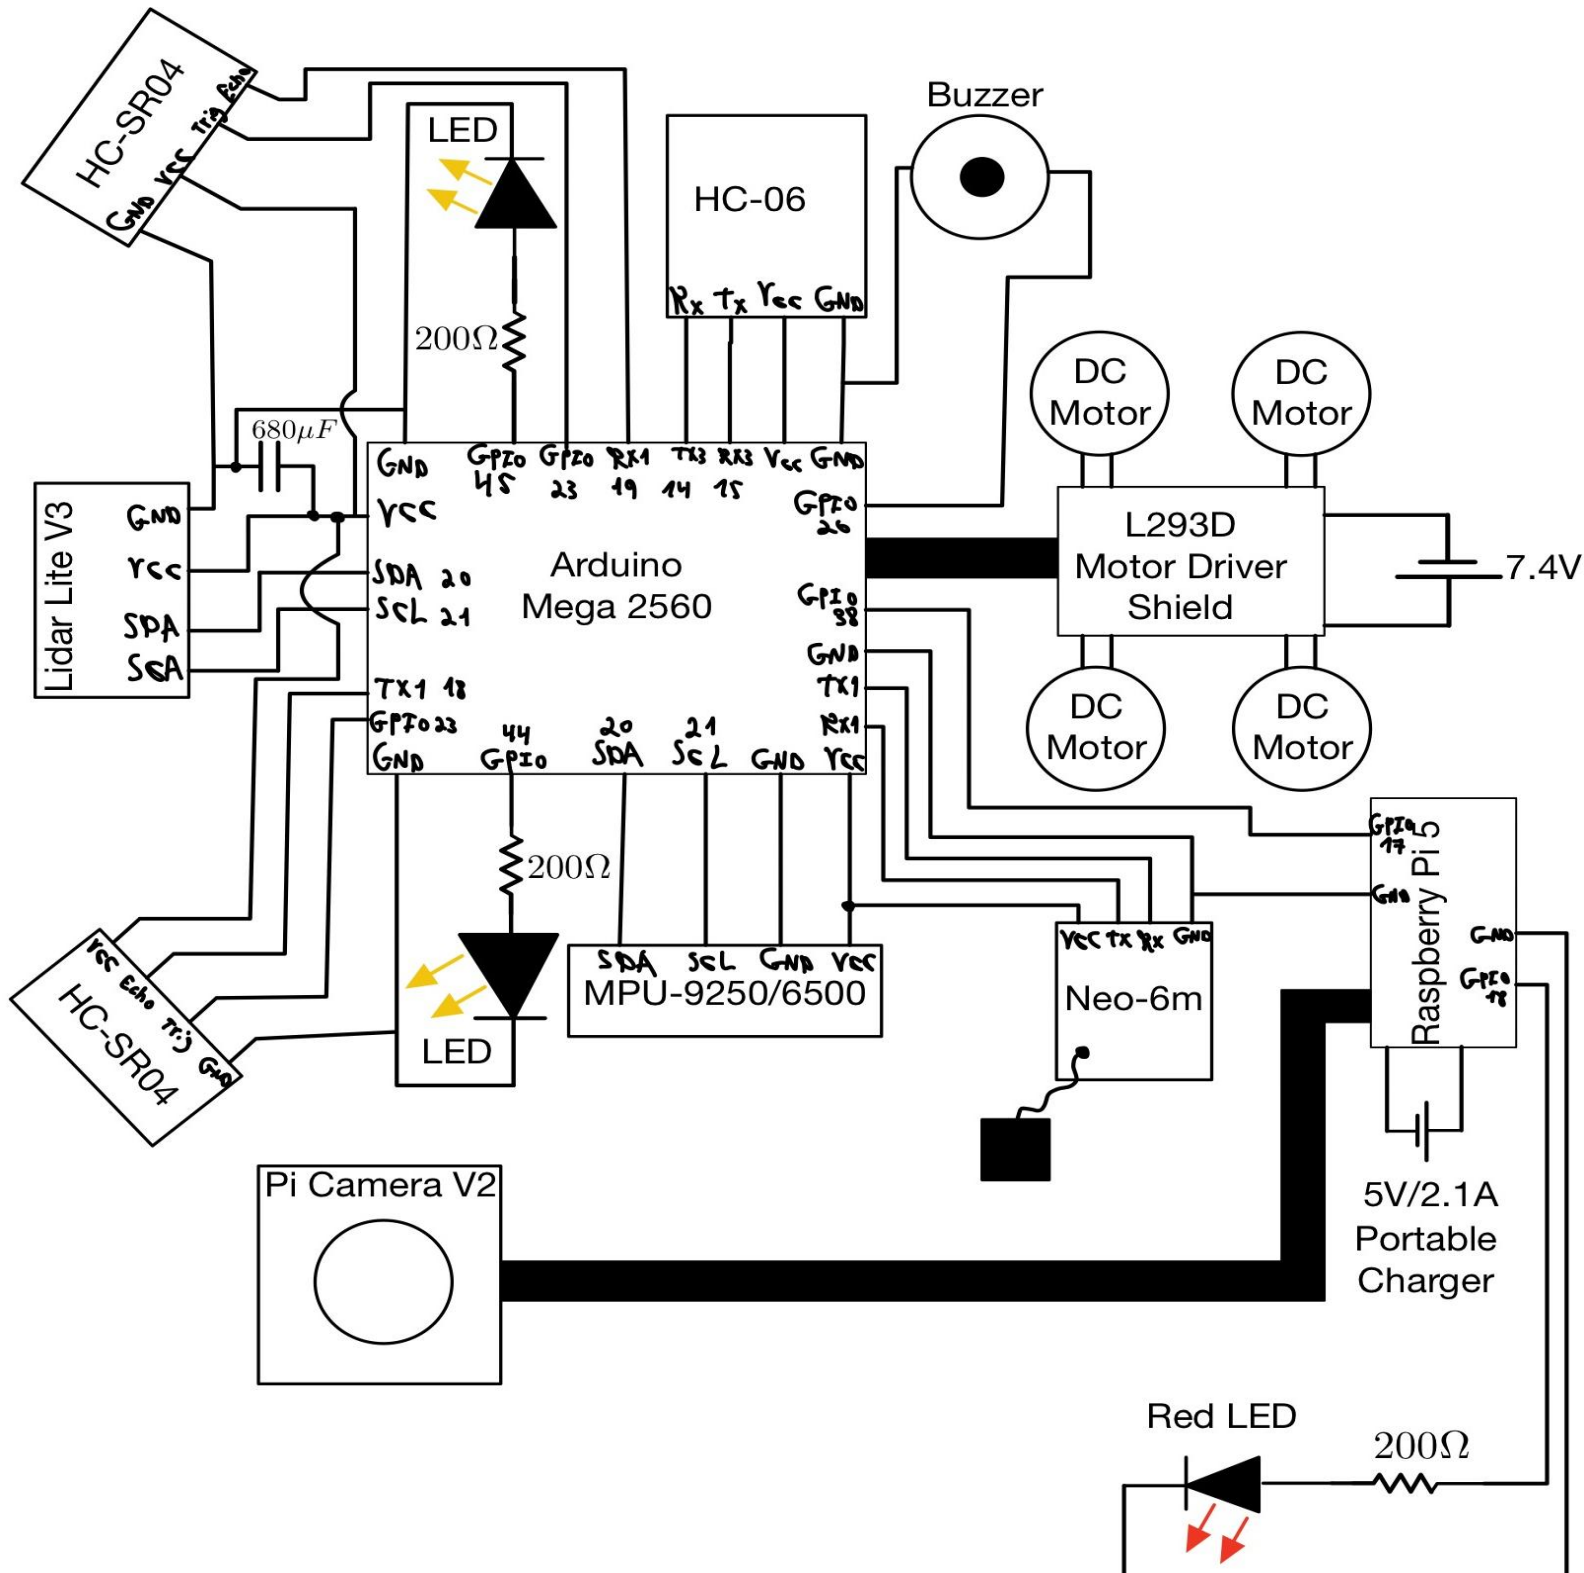 HC-SR04
Echo
Trig
VCC
GND
LED
200Ω
HC-06
Rx Tx Vcc GND
Buzzer
DC
Motor
DC
Motor
680μF
GND
GPIO
45
GPIO
23
RX1
19
TX3
14
RX3
15
Vcc
GND
VCC
SDA 20
SCL 21
TX1 18
GPIO 23
GND
44
GPIO
20
SDA
21
SCL
GND
VCC
GPIO
26
GPIO
38
GND
TX1
RX1
Arduino
Mega 2560
Lidar Lite V3
GND
VCC
SDA
SCA
L293D
Motor Driver
Shield
7.4V
DC
Motor
DC
Motor
200Ω
LED
SDA SCL GND VCC
MPU-9250/6500
VCC TX RX GND
Neo-6m
Raspberry Pi 5
GPIO
17
GND
GND
GPIO
18
VCC
Echo
Trig
GND
HC-SR04
5V/2.1A
Portable
Charger
Pi Camera V2
Red LED
200Ω